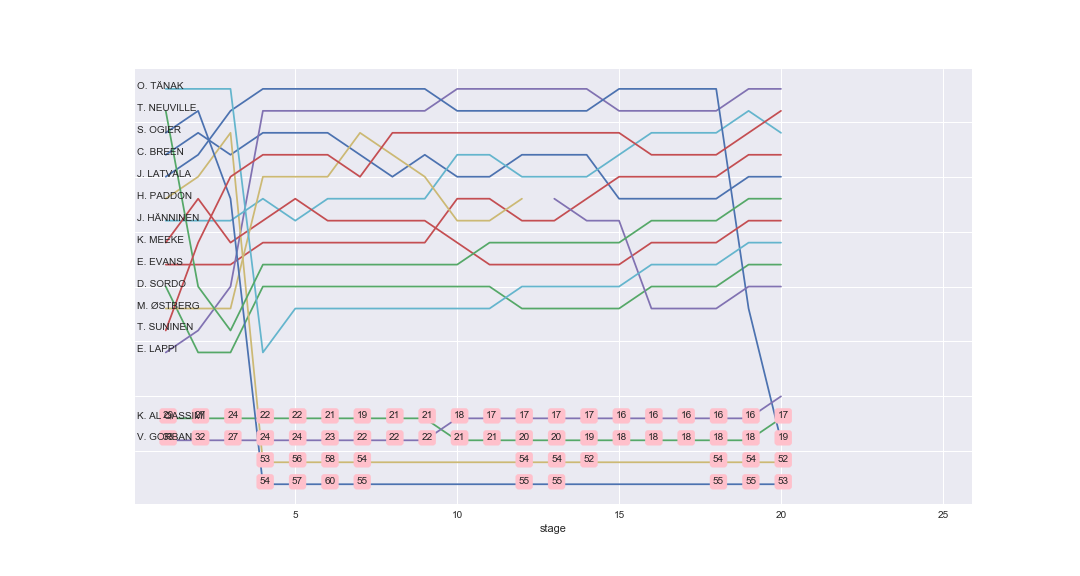 O. TÄNAK
T. NEUVILLE
S. OGIER
C. BREEN
J. LATVALA
H. PADDON
J. HÄNNINEN
K. MEEKE
E. EVANS
D. SORDO
M. ØSTBERG
T. SUNINEN
E. LAPPI
K. AL QASSIMI 24 22 22 21 19 21 21 18 17 17 17 17 16 16 16 16 16 17
V. GORBAN 32 27 24 24 23 22 22 22 21 21 20 20 19 18 18 18 18 18 19
53 56 58 54 54 54 52 54 54 52
54 57 60 55 55 55 55 55 53
5 10 15 20 25
stage